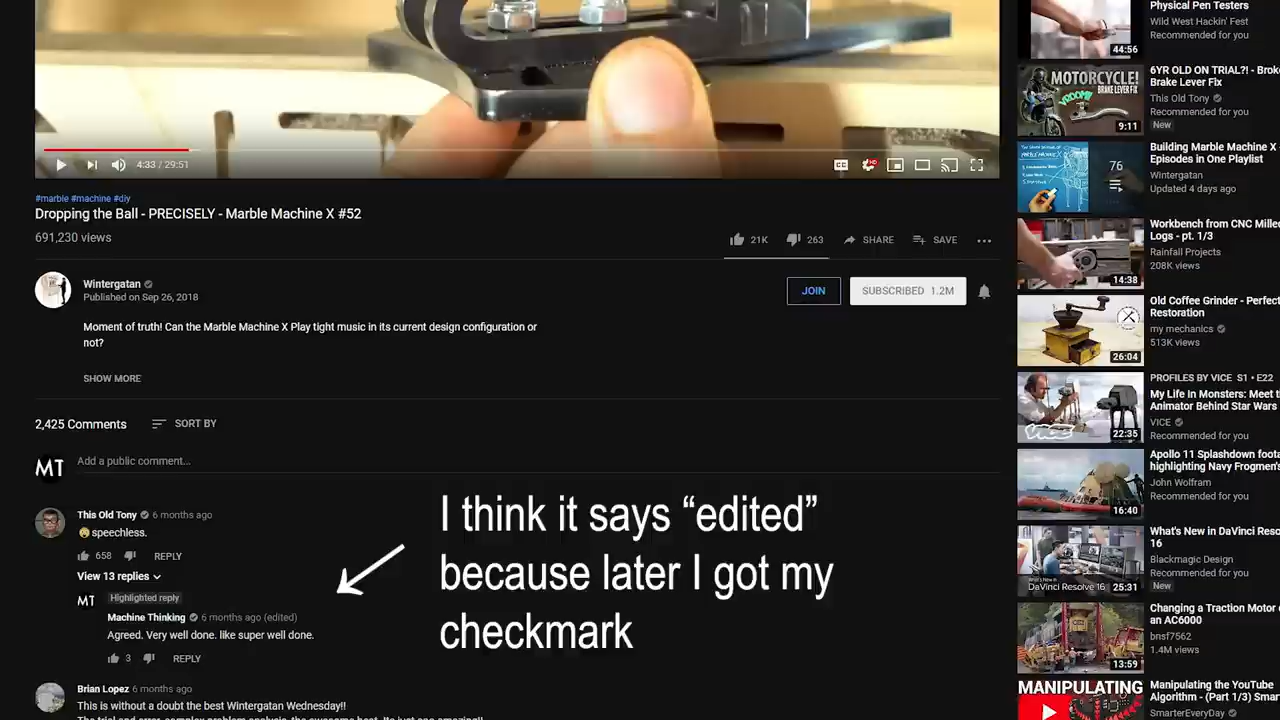 Physical Pen Testers
Wild West Hackin' Fest
Recommended for you
44:56
MOTORCYCLE!
BRAKE LEVER FIX
VROOM!!
9:11
6YR OLD ON TRIAL?! - Broke
Brake Lever Fix
This Old Tony
Recommended for you
New
76
Building Marble Machine X -
Episodes in One Playlist
Wintergatan
Updated 4 days ago
4:33 / 29:51
CC
HD
#marble #machine #diy
Dropping the Ball - PRECISELY - Marble Machine X #52
691,230 views
21K
263
SHARE
SAVE
Wintergatan
Published on Sep 26, 2018
JOIN
SUBSCRIBED 1.2M
Moment of truth! Can the Marble Machine X Play tight music in its current design configuration or
not?
SHOW MORE
2,425 Comments
SORT BY
MT
Add a public comment...
This Old Tony 6 months ago
speechless.
658
REPLY
View 13 replies
MT
Highlighted reply
Machine Thinking 6 months ago (edited)
Agreed. Very well done. like super well done.
3
REPLY
Brian Lopez 6 months ago
This is without a doubt the best Wintergatan Wednesday!!
I think it says “edited”
because later I got my
checkmark
14:38
Workbench from CNC Milled
Logs - pt. 1/3
Rainfall Projects
208K views
26:04
Old Coffee Grinder - Perfect
Restoration
my mechanics
513K views
VICE
22:35
PROFILES BY VICE S1 • E22
My Life In Monsters: Meet t
Animator Behind Star Wars
VICE
Recommended for you
16:40
Apollo 11 Splashdown foota
highlighting Navy Frogmen's
John Wolfram
Recommended for you
WHAT'S NEW IN
DaVinci Resolve 16
25:31
What's New in DaVinci Resolve
16
Blackmagic Design
Recommended for you
New
13:59
Changing a Traction Motor o
an AC6000
bnsf7562
1.4M views
MANIPULATING
Manipulating the YouTube
Algorithm - (Part 1/3) Smar
SmarterEveryDay